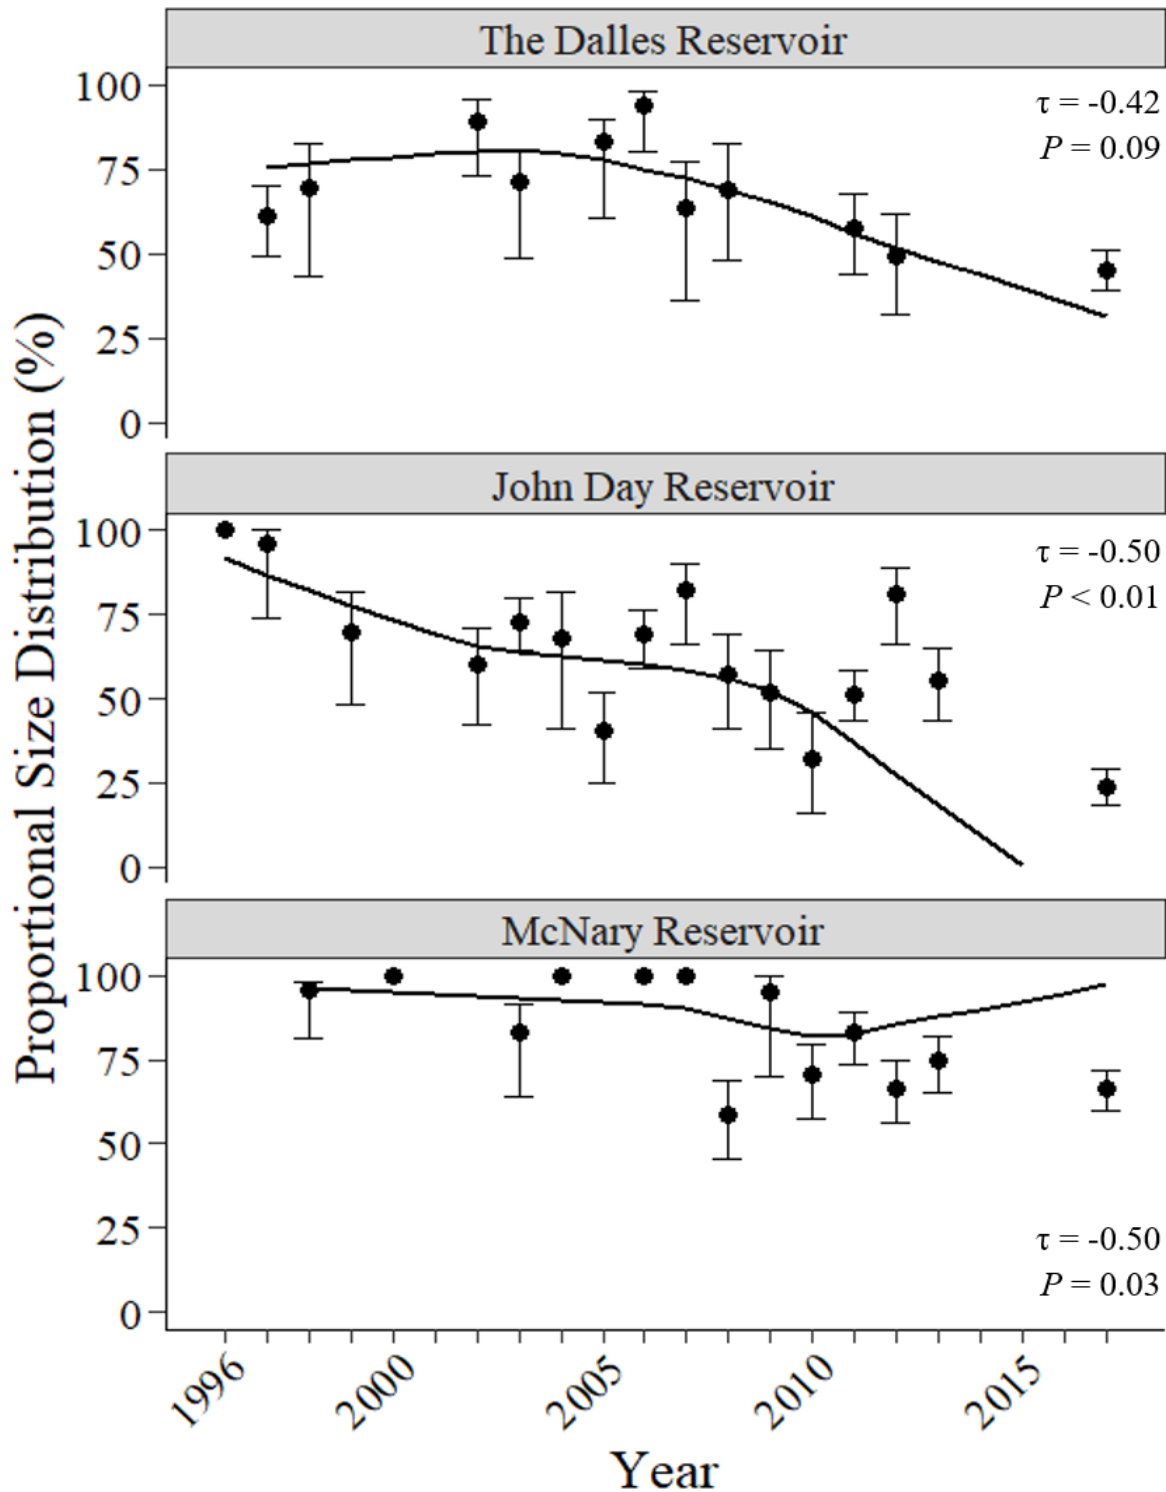 The Dalles Reservoir
100
75
50
25
0
τ = -0.42
P = 0.09
John Day Reservoir
100
75
50
25
0
τ = -0.50
P < 0.01
McNary Reservoir
100
75
50
25
0
τ = -0.50
P = 0.03
Proportional Size Distribution (%)
1996
2000
2005
2010
2015
Year